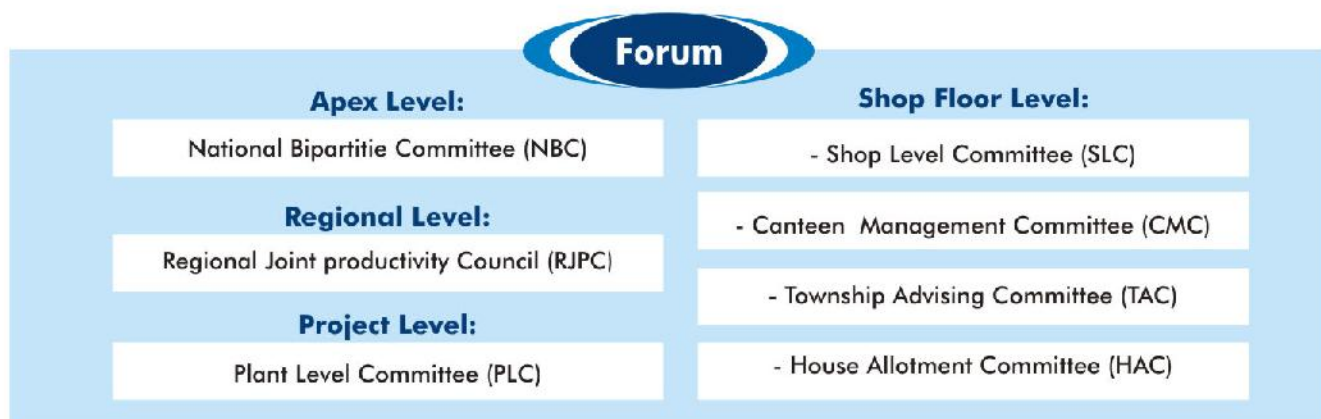 Forum
Apex Level:
National Bipartitie Committee (NBC)
Regional Level:
Regional Joint productivity Council (RJPC)
Project Level:
Plant Level Committee (PLC)
Shop Floor Level:
- Shop Level Committee (SLC)
- Canteen Management Committee (CMC)
- Township Advising Committee (TAC)
- House Allotment Committee (HAC)